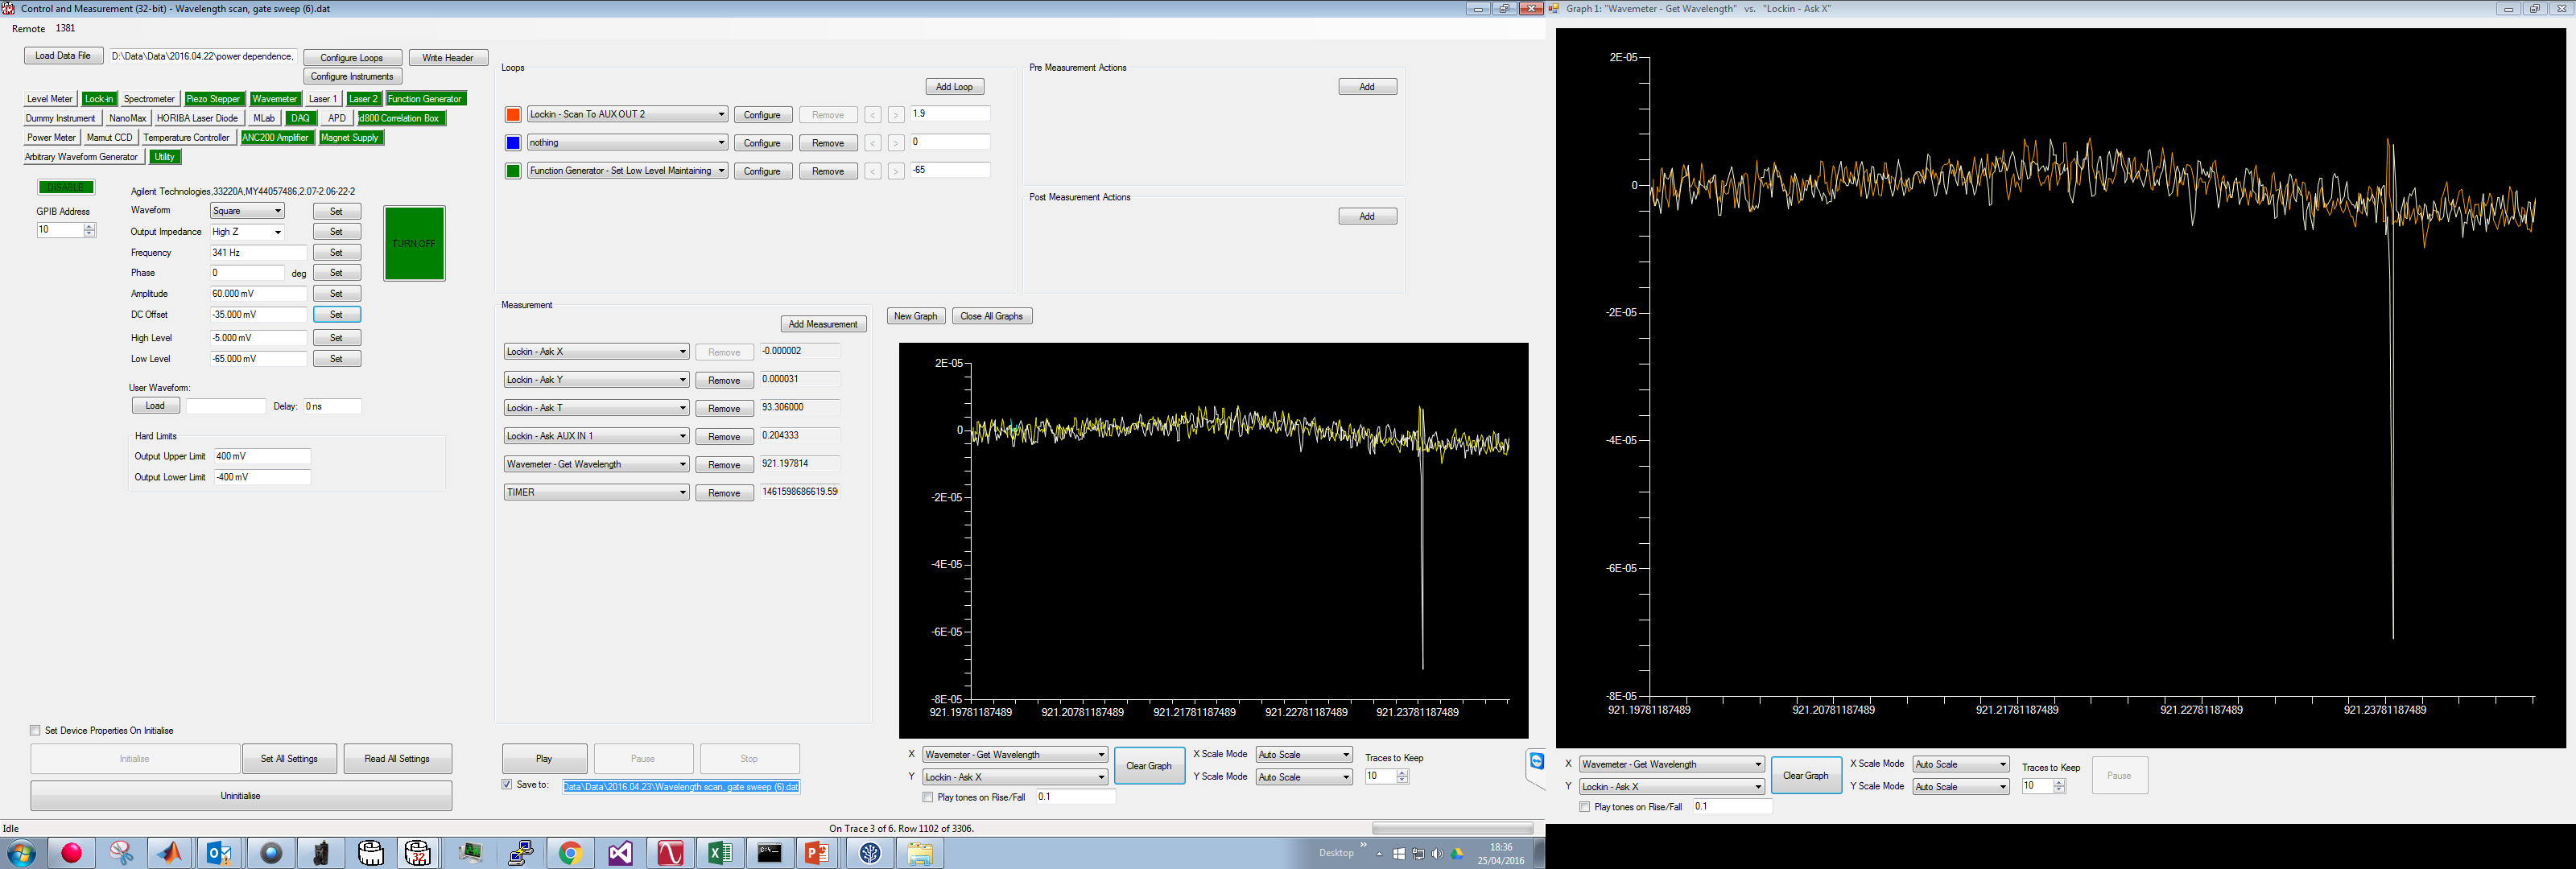 Control and Measurement (32-bit) - Wavelength scan, gate sweep (6).dat
Remote 1381
Load Data File D:\Data\Data\2016.04.22\power dependence, Configure Loops Write Header
Configure Instruments
Level Meter Lock-in Spectrometer Piezo Stepper Wavemeter Laser 1 Laser 2 Function Generator
Dummy Instrument NanoMax HORIBA Laser Diode MLab DAQ APD id800 Correlation Box
Power Meter Mamut CCD Temperature Controller ANC200 Amplifier Magnet Supply
Arbitrary Waveform Generator Utility
DISABLE
GPIB Address
10
Agilent Technologies,33220A,MY44057486,2.07-2.06-22-2
Waveform Square Set
Output Impedance High Z Set
Frequency 341 Hz Set
Phase 0 deg Set
Amplitude 60.000 mV Set
DC Offset -35.000 mV Set
High Level -5.000 mV Set
Low Level -65.000 mV Set
TURN OFF
User Waveform:
Load Delay: 0 ns
Hard Limits
Output Upper Limit 400 mV
Output Lower Limit -400 mV
Set Device Properties On Initialise
Initialise Set All Settings Read All Settings
Uninitialise
Idle
Loops
Add Loop
Lockin - Scan To AUX OUT 2 Configure Remove < > 1.9
nothing Configure Remove < > 0
Function Generator - Set Low Level Maintaining Configure Remove < > -65
Pre Measurement Actions
Add
Post Measurement Actions
Add
Measurement
Add Measurement
Lockin - Ask X Remove -0.000002
Lockin - Ask Y Remove 0.000031
Lockin - Ask T Remove 93.306000
Lockin - Ask AUX IN 1 Remove 0.204333
Wavemeter - Get Wavelength Remove 921.197814
TIMER Remove 1461598686619.59
Play Pause Stop
Save to: Data\Data\2016.04.23\Wavelength scan, gate sweep (6).dat
New Graph Close All Graphs
2E-05
0
-2E-05
-4E-05
-6E-05
-8E-05
921.19781187489 921.20781187489 921.21781187489 921.22781187489 921.23781187489
X Wavemeter - Get Wavelength Clear Graph X Scale Mode Auto Scale Traces to Keep
Y Lockin - Ask X Y Scale Mode Auto Scale 10
Play tones on Rise/Fall 0.1
On Trace 3 of 6. Row 1102 of 3306.
32
Desktop
18:36
25/04/2016
Graph 1: "Wavemeter - Get Wavelength" vs. "Lockin - Ask X"
2E-05
0
-2E-05
-4E-05
-6E-05
-8E-05
921.19781187489 921.20781187489 921.21781187489 921.22781187489 921.23781187489
X Wavemeter - Get Wavelength Clear Graph X Scale Mode Auto Scale Traces to Keep Pause
Y Lockin - Ask X Y Scale Mode Auto Scale 10
Play tones on Rise/Fall 0.1